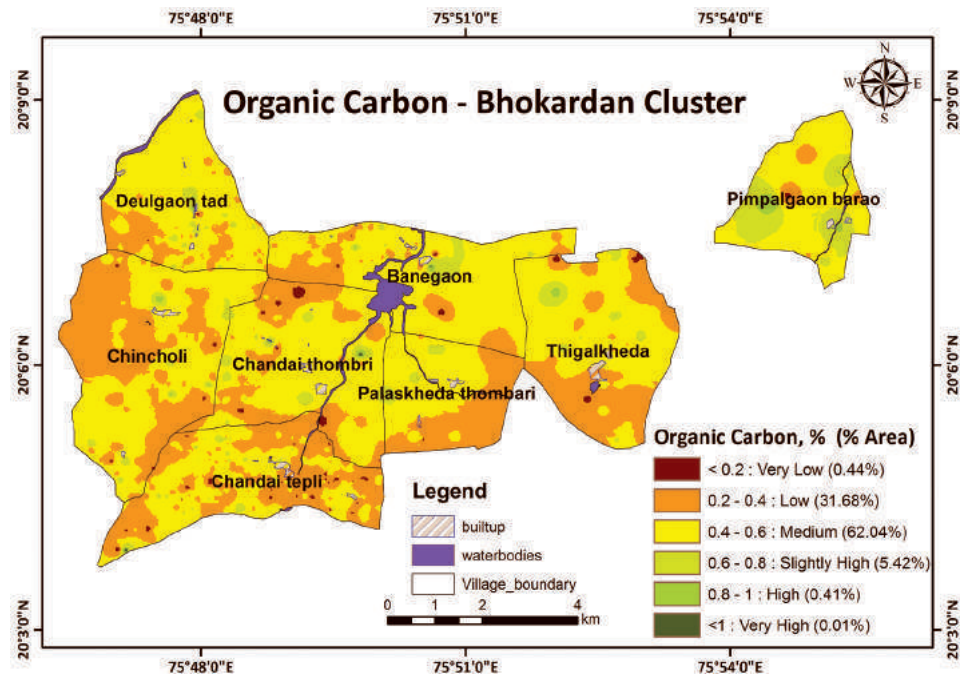 75°48'0"E 75°51'0"E 75°54'0"E
20°9'0"N 20°9'0"N
N
W E
S
Organic Carbon - Bhokardan Cluster
Deulgaon tad
Pimpalgaon barao
Banegaon
Chincholi
Chandai thombri
Thigalkheda
20°6'0"N 20°6'0"N
Palaskheda thombari
Chandai tepli
Organic Carbon, % (% Area)
< 0.2 : Very Low (0.44%)
0.2 - 0.4 : Low (31.68%)
0.4 - 0.6 : Medium (62.04%)
0.6 - 0.8 : Slightly High (5.42%)
0.8 - 1 : High (0.41%)
<1 : Very High (0.01%)
Legend
builtup
waterbodies
Village_boundary
0 1 2 4
km
20°3'0"N 20°3'0"N
75°48'0"E 75°51'0"E 75°54'0"E